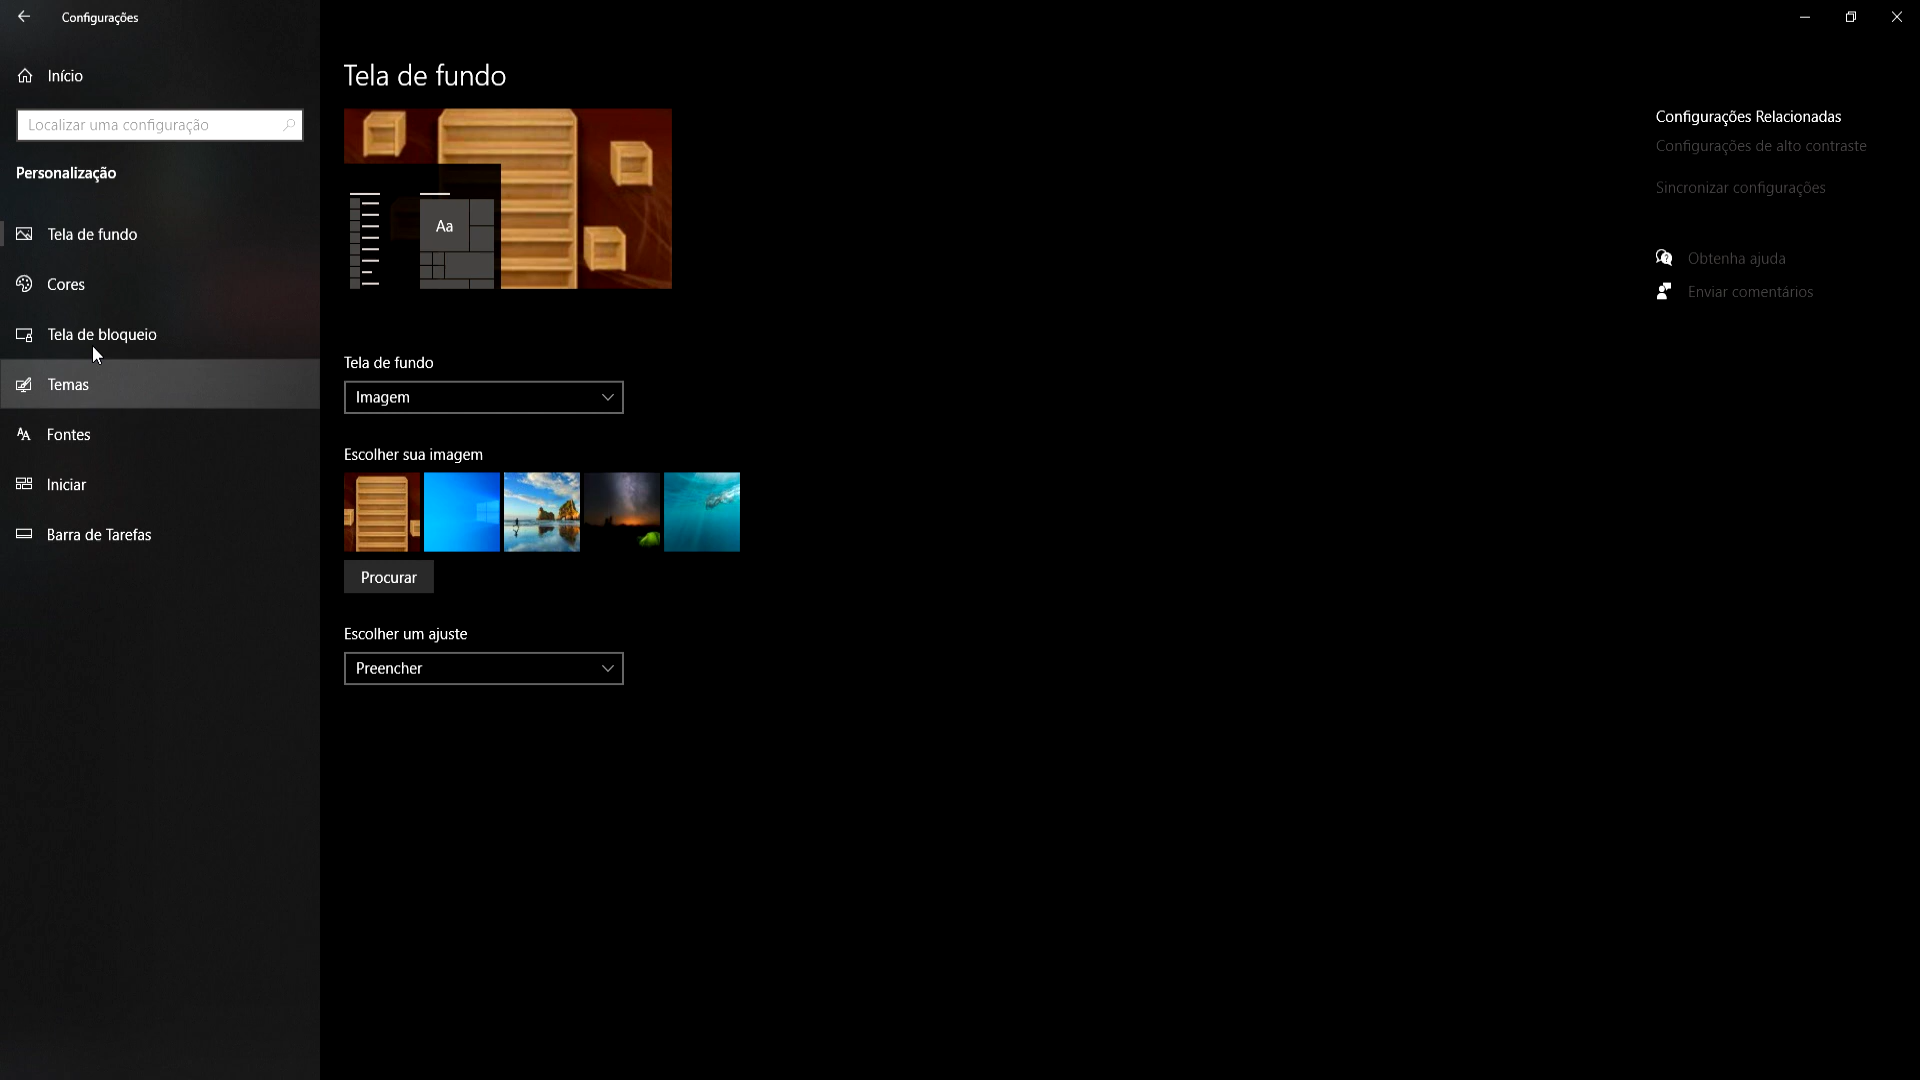 Configurações
Início
Localizar uma configuração
Personalização
Tela de fundo
Cores
Tela de bloqueio
Temas
Fontes
Iniciar
Barra de Tarefas
Tela de fundo
Aa
Tela de fundo
Imagem
Escolher sua imagem
Procurar
Escolher um ajuste
Preencher
Configurações Relacionadas
Configurações de alto contraste
Sincronizar configurações
Obtenha ajuda
Enviar comentários